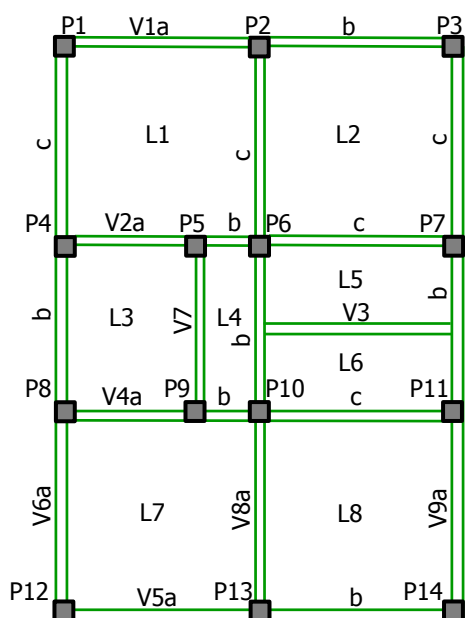 P1 V1a P2 b P3
c L1 c L2 c
P4 V2a P5 b P6 c P7
b L3 V7 L4 b L5 b
V3
L6
P8 V4a P9 b P10 c P11
V6a L7 V8a L8 V9a
P12 V5a P13 b P14